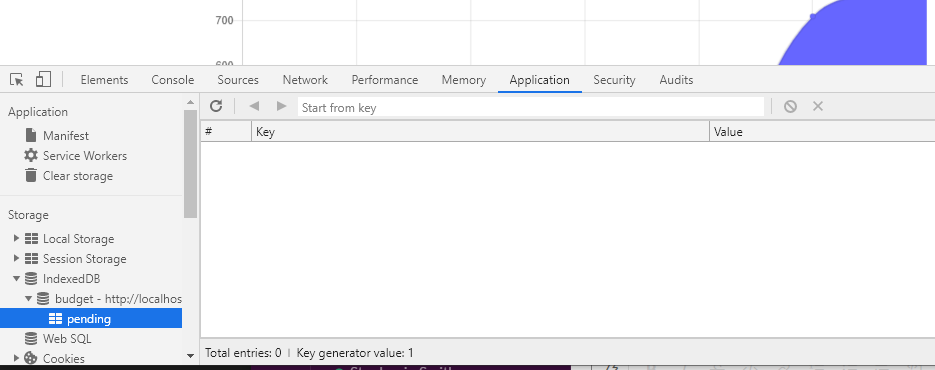 700
600
Elements Console Sources Network Performance Memory Application Security Audits
Application
Manifest
Service Workers
Clear storage
Storage
Local Storage
Session Storage
IndexedDB
budget - http://localhos
pending
Web SQL
Cookies
Start from key
# Key Value
Total entries: 0 Key generator value: 1